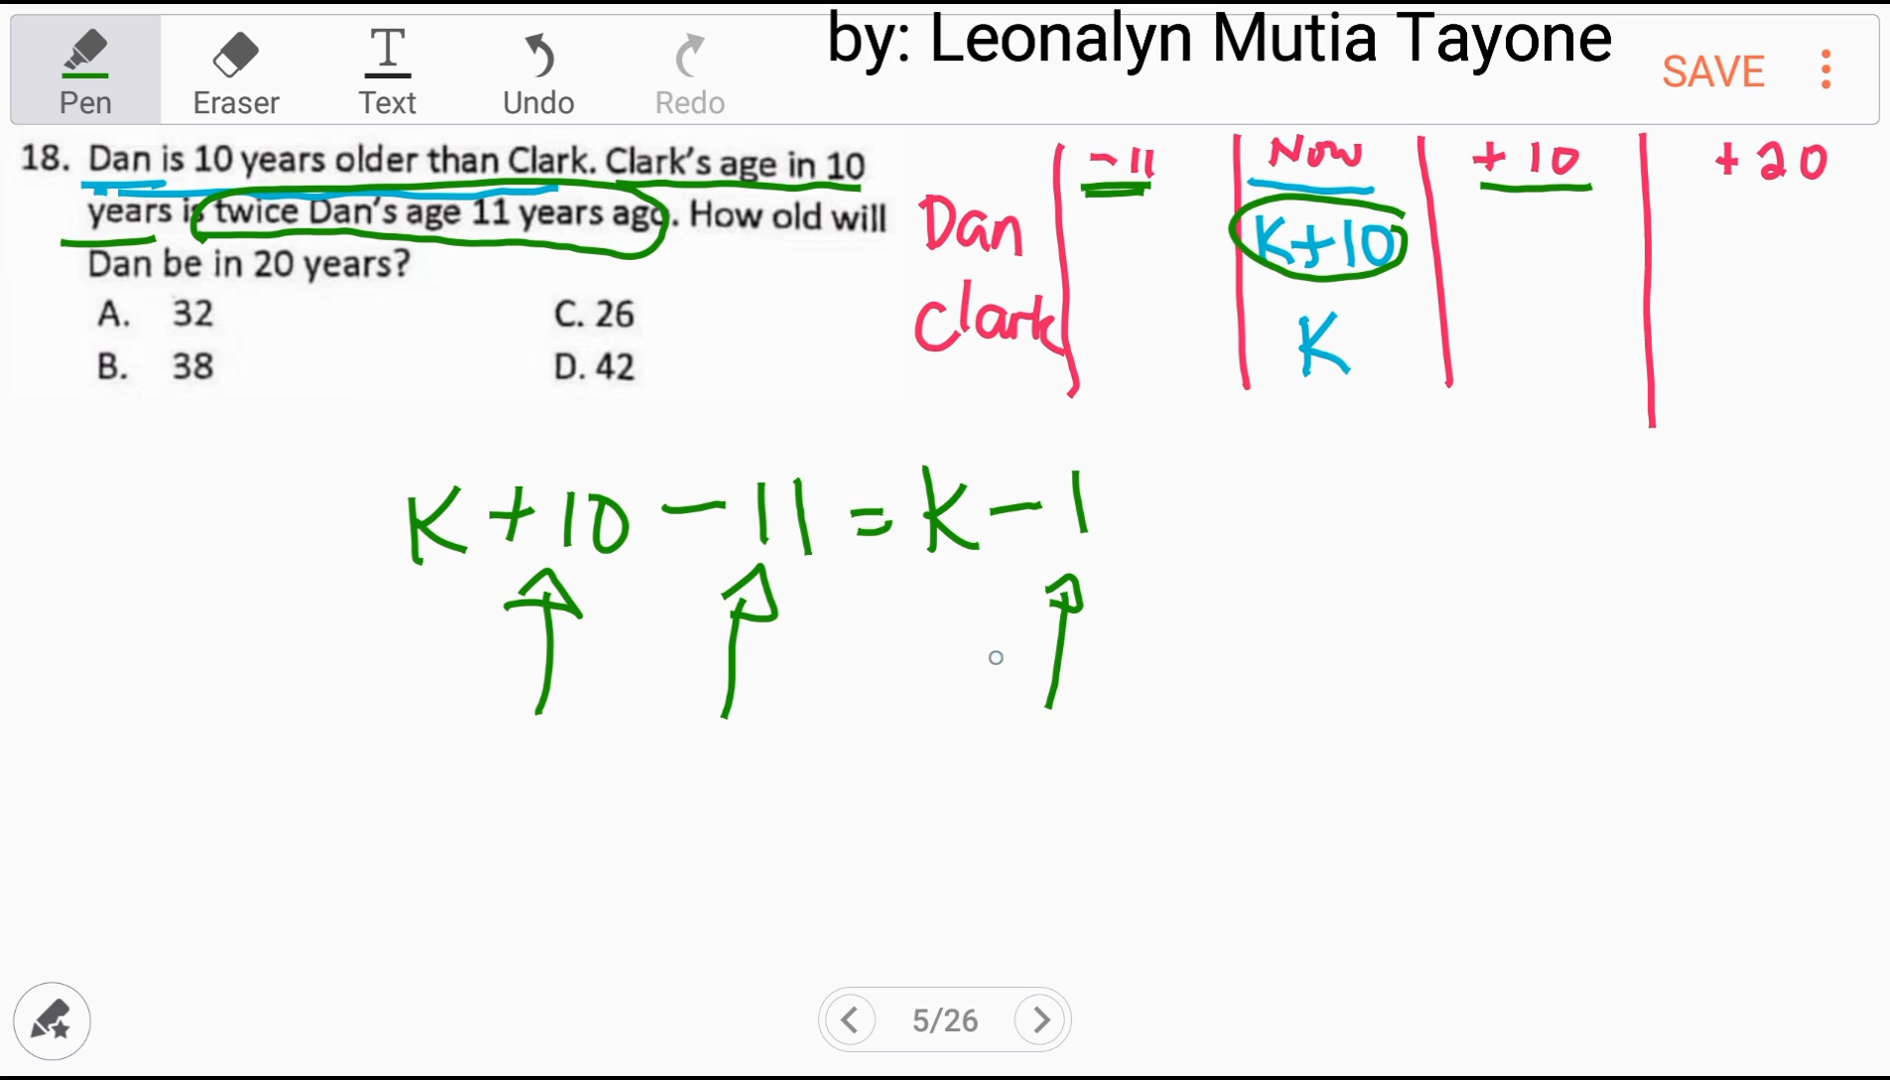 by: Leonalyn Mutia Tayone
Pen Eraser Text Undo Redo SAVE
18. Dan is 10 years older than Clark. Clark's age in 10
years is twice Dan's age 11 years ago. How old will
Dan be in 20 years?
A. 32 C. 26
B. 38 D. 42
-11 Now +10 +20
Dan K+10
Clark K
K+10-11=K-1
5/26